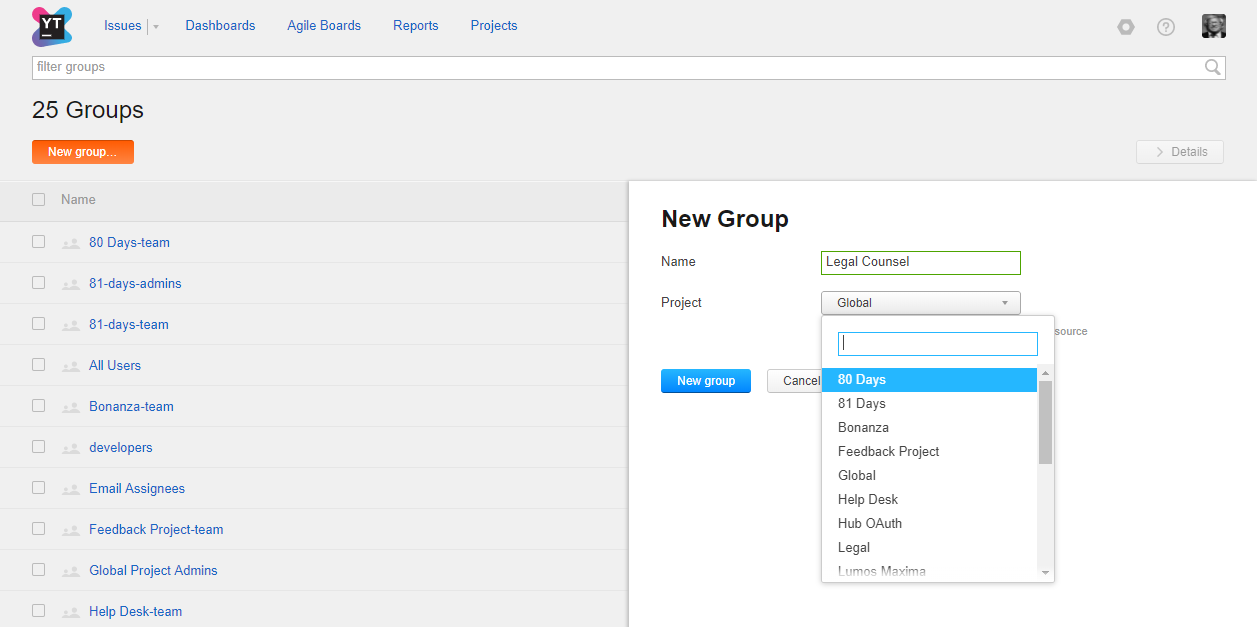 YT
Issues
Dashboards
Agile Boards
Reports
Projects
?
filter groups
25 Groups
New group...
Details
Name
80 Days-team
81-days-admins
81-days-team
All Users
Bonanza-team
developers
Email Assignees
Feedback Project-team
Global Project Admins
Help Desk-team
New Group
Name
Legal Counsel
Project
Global
source
New group
Cancel
80 Days
81 Days
Bonanza
Feedback Project
Global
Help Desk
Hub OAuth
Legal
Lumos Maxima